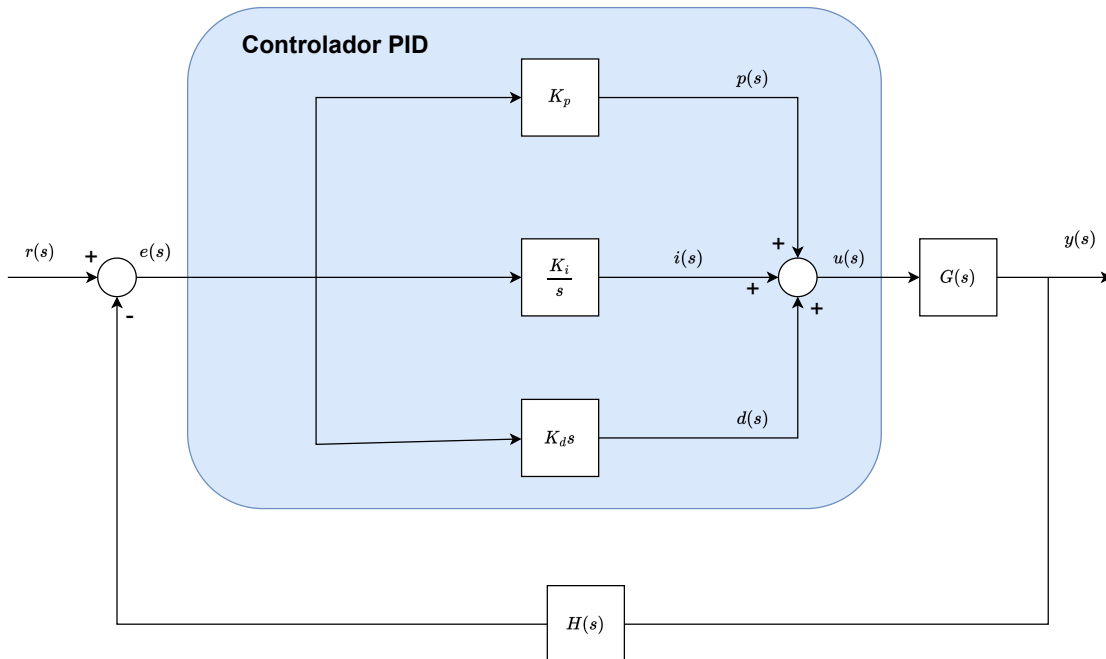 Controlador PID
K_p
p(s)
r(s)
+
e(s)
K_i
s
i(s)
+
+
u(s)
G(s)
y(s)
-
+
K_d s
d(s)
H(s)